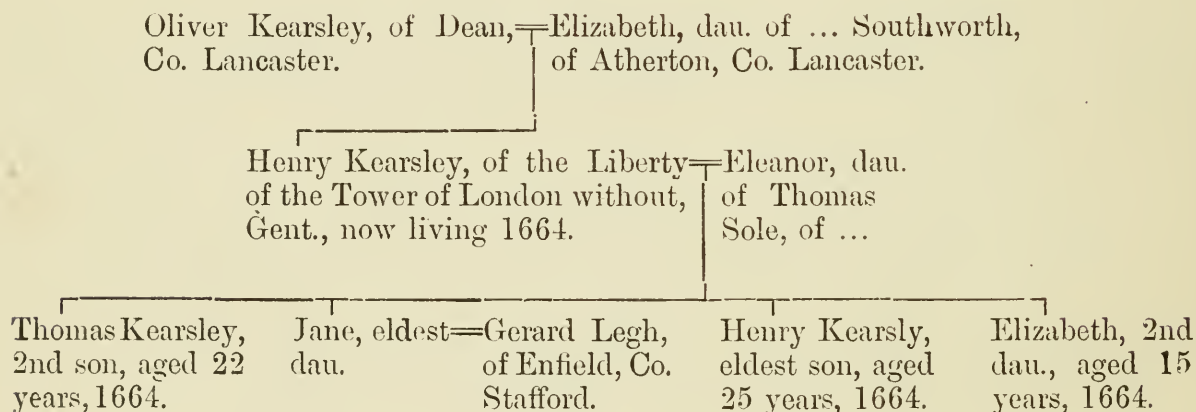 Oliver Kearsley, of Dean,
Co. Lancaster.
Elizabeth, dau. of ... Southworth,
of Atherton, Co. Lancaster.
Henry Kearsley, of the Liberty
of the Tower of London without,
Gent., now living 1664.
Eleanor, dau.
of Thomas
Sole, of ...
Thomas Kearsley,
2nd son, aged 22
years, 1664.
Jane, eldest
dau.
Gerard Legh,
of Enfield, Co.
Stafford.
Henry Kearsly,
eldest son, aged
25 years, 1664.
Elizabeth, 2nd
dau., aged 15
years, 1664.